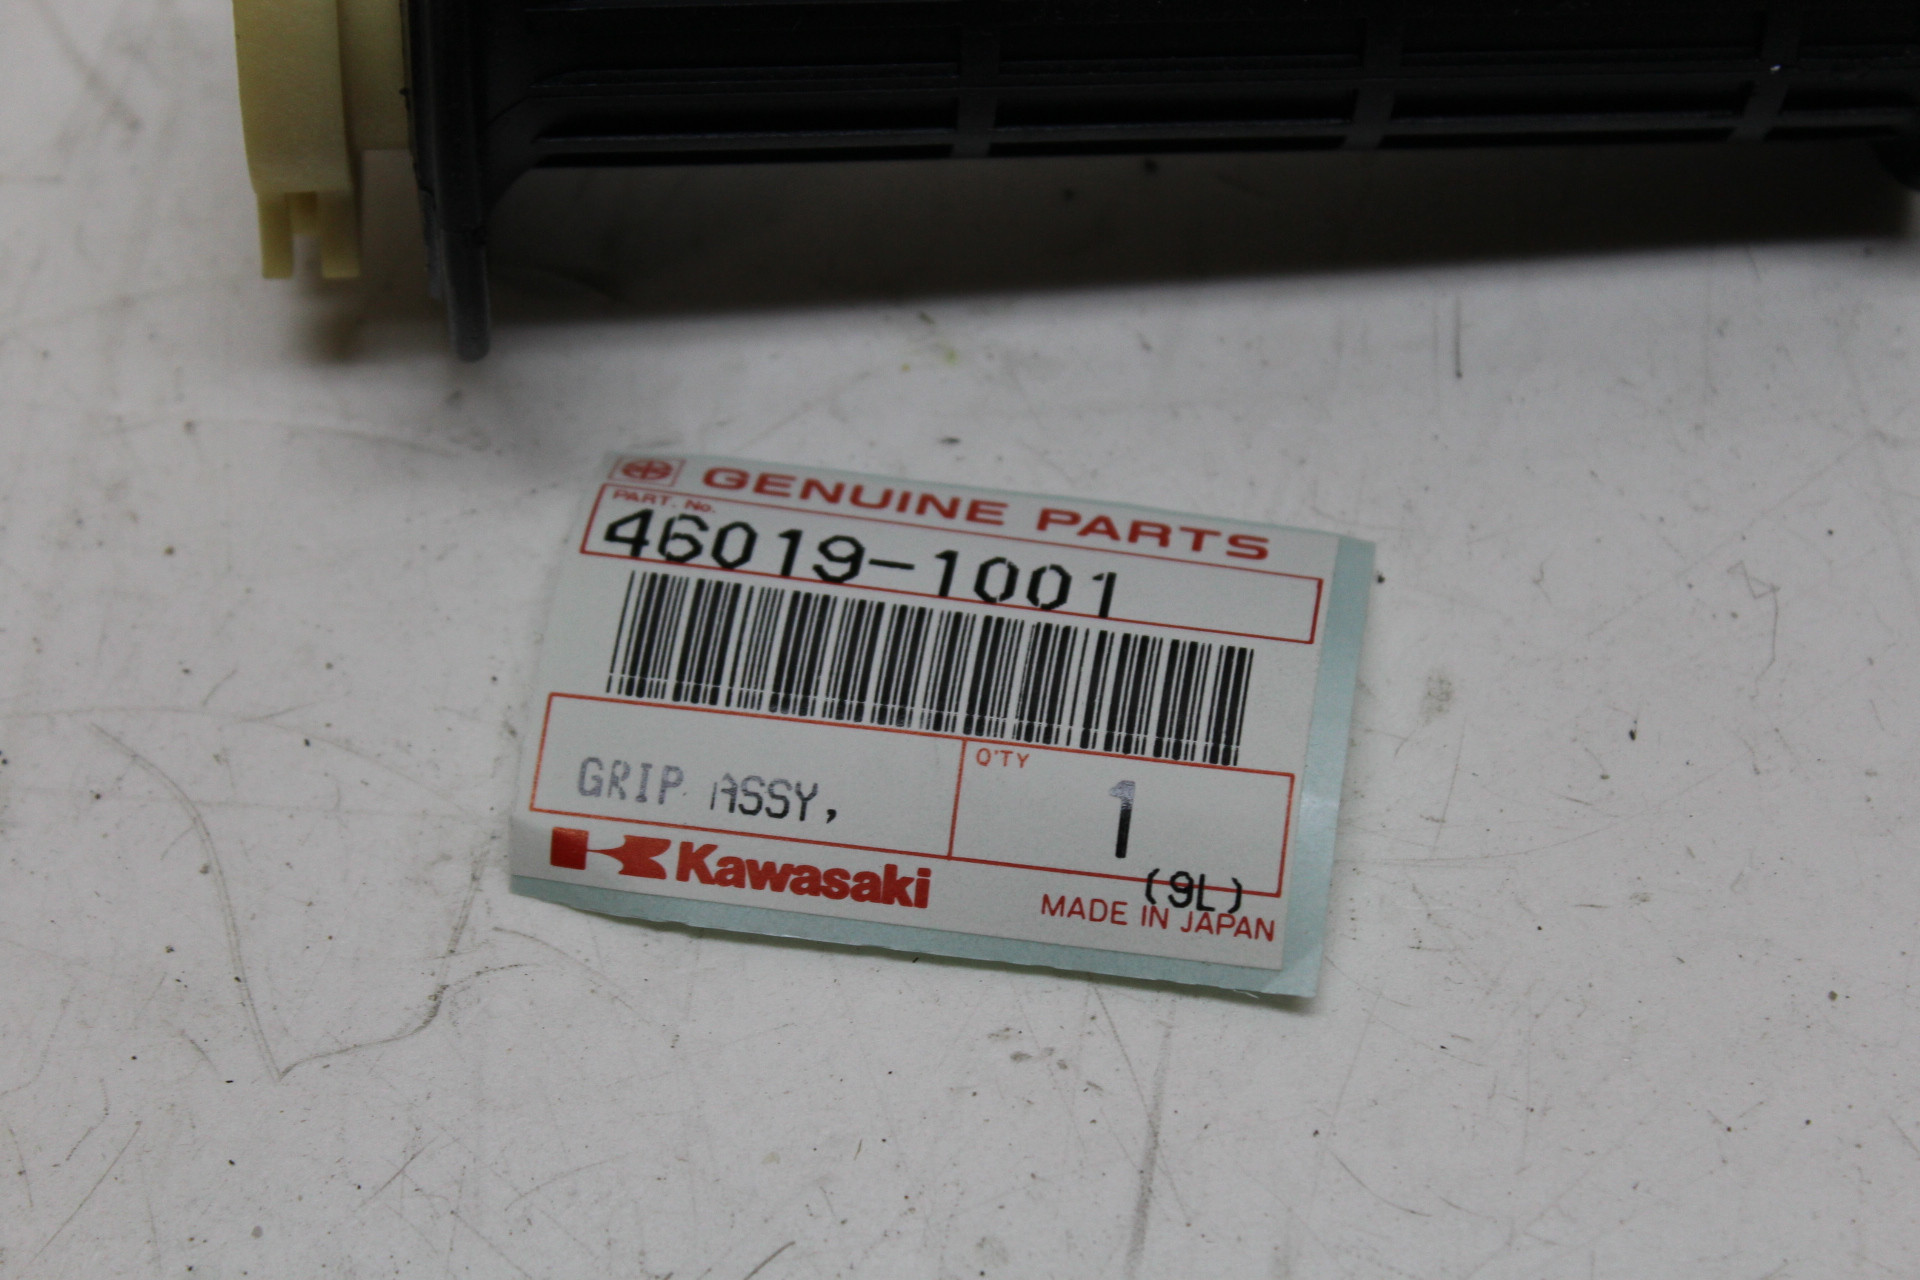 GENUINE PARTS
PART. No.
46019-1001
Q'TY
GRIP ASSY, 1
(9L)
Kawasaki MADE IN JAPAN